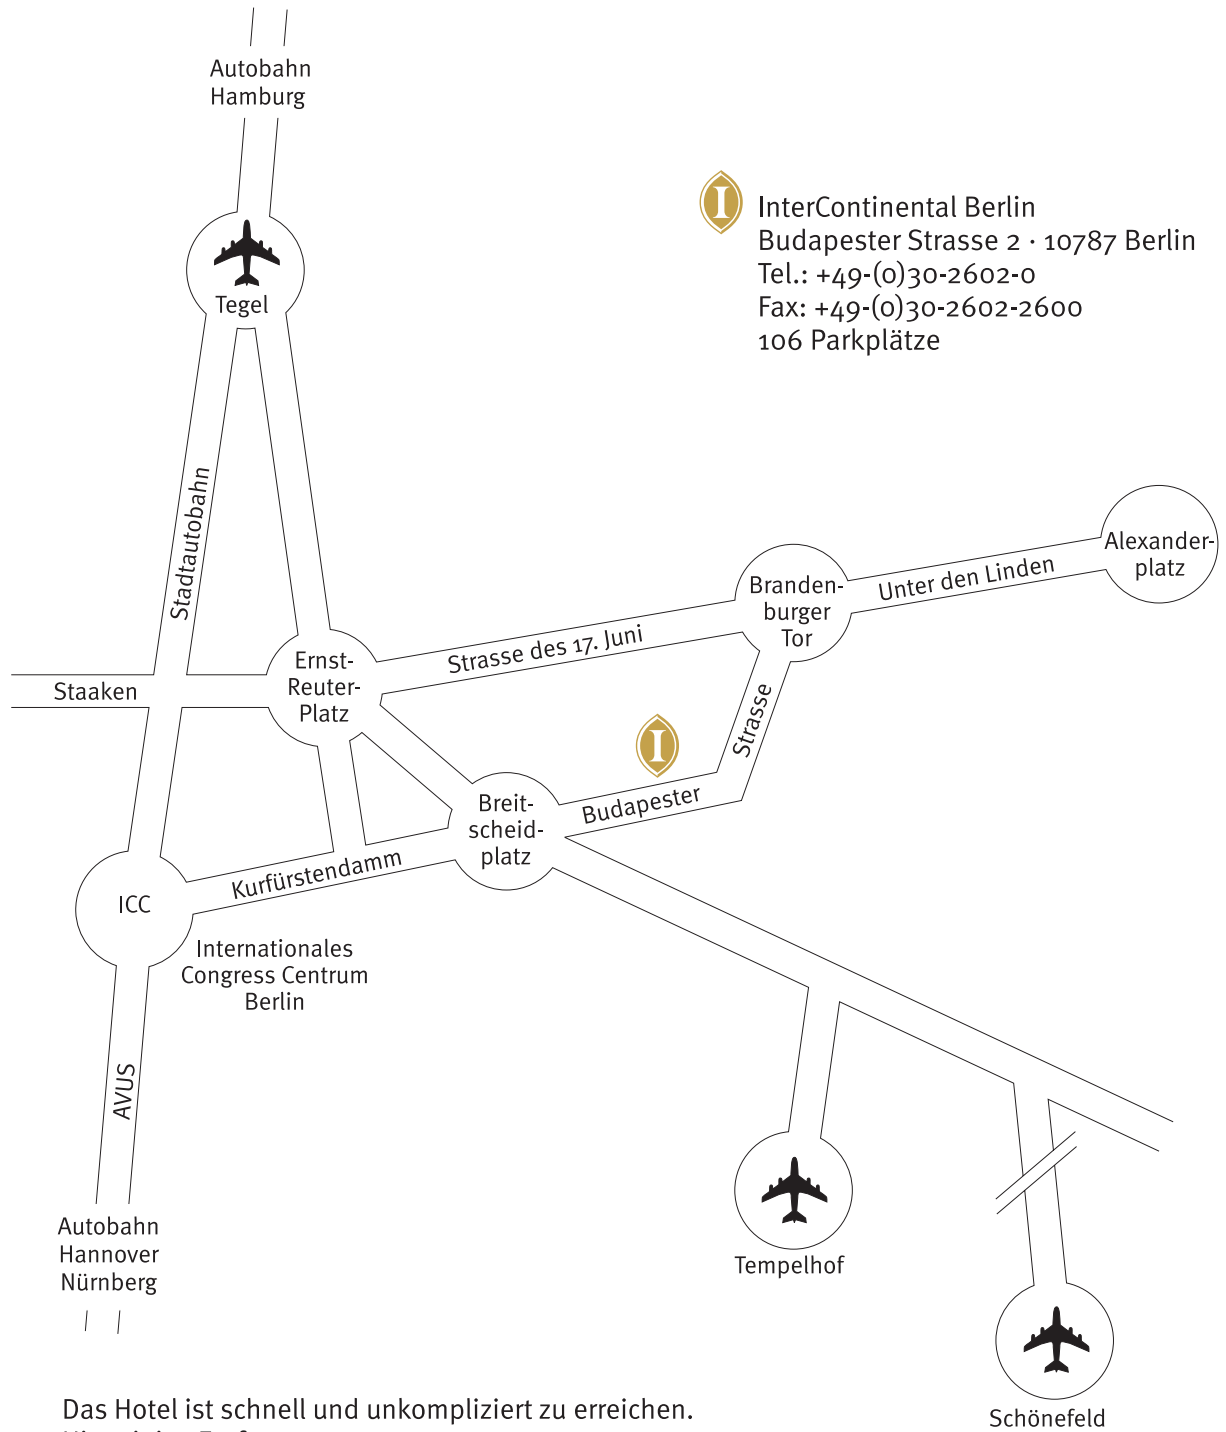 Autobahn
Hamburg
InterContinental Berlin
Budapester Strasse 2 · 10787 Berlin
Tel.: +49-(0)30-2602-0
Fax: +49-(0)30-2602-2600
106 Parkplätze
Tegel
Stadtautobahn
Alexander-
platz
Unter den Linden
Branden-
burger
Tor
Strasse des 17. Juni
Ernst-
Reuter-
Platz
Staaken
Strasse
Budapester
Breit-
scheid-
platz
Kurfürstendamm
ICC
Internationales
Congress Centrum
Berlin
AVUS
Autobahn
Hannover
Nürnberg
Tempelhof
Schönefeld
Das Hotel ist schnell und unkompliziert zu erreichen.